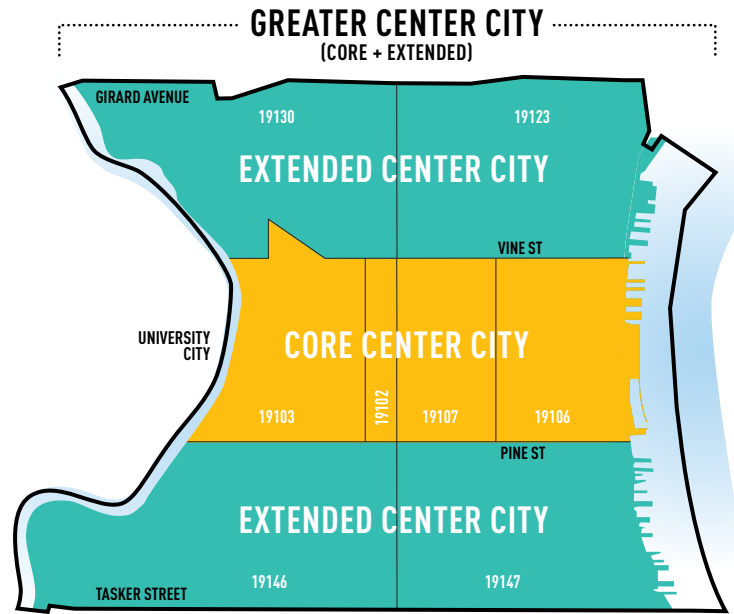 GREATER CENTER CITY
(CORE + EXTENDED)
GIRARD AVENUE
19130
19123
EXTENDED CENTER CITY
VINE ST
UNIVERSITY
CITY
CORE CENTER CITY
19103
19102
19107
19106
PINE ST
EXTENDED CENTER CITY
19146
19147
TASKER STREET